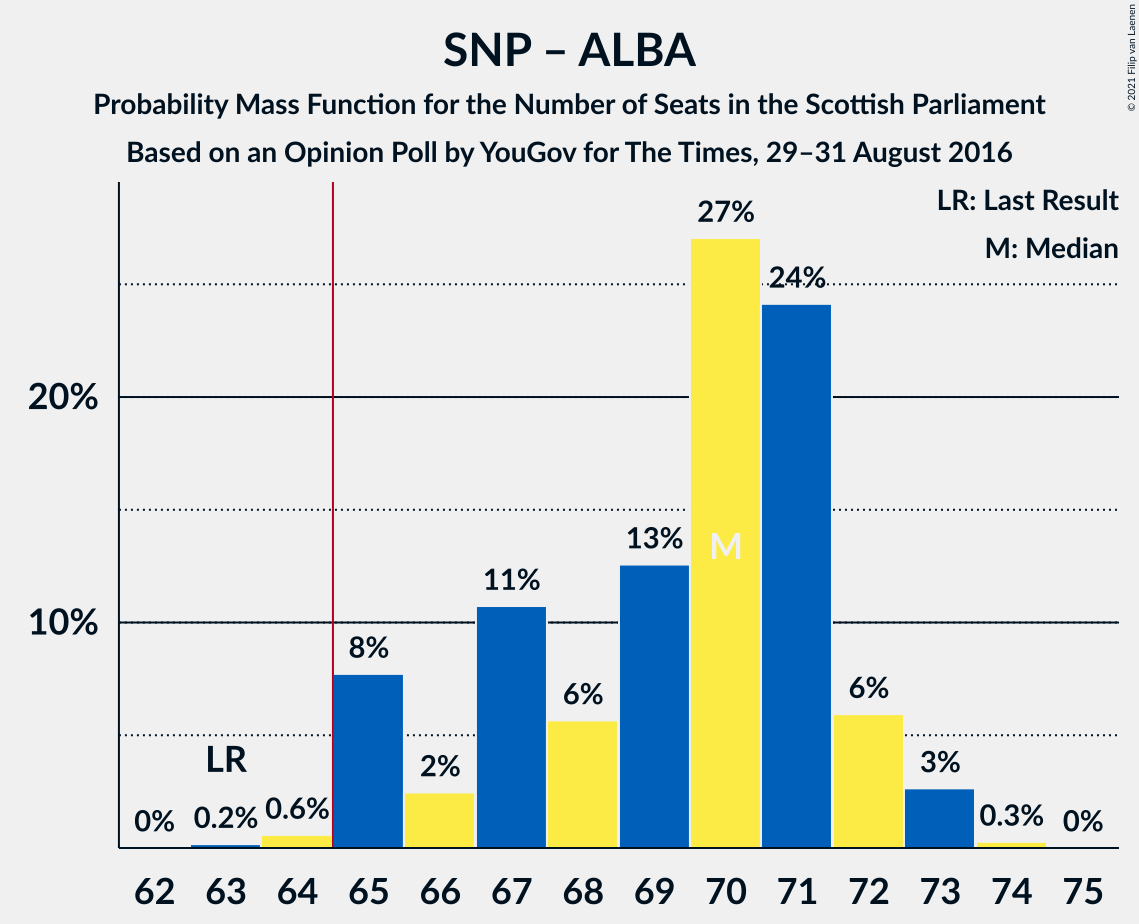 SNP – ALBA
Probability Mass Function for the Number of Seats in the Scottish Parliament
Based on an Opinion Poll by YouGov for The Times, 29–31 August 2016
© 2021 Filip van Laenen
LR: Last Result
M: Median
27%
24%
20%
13%
M
11%
10%
8%
6%
6%
LR
2%
3%
0%
0.2%
0.6%
0.3%
0%
62 63 64 65 66 67 68 69 70 71 72 73 74 75